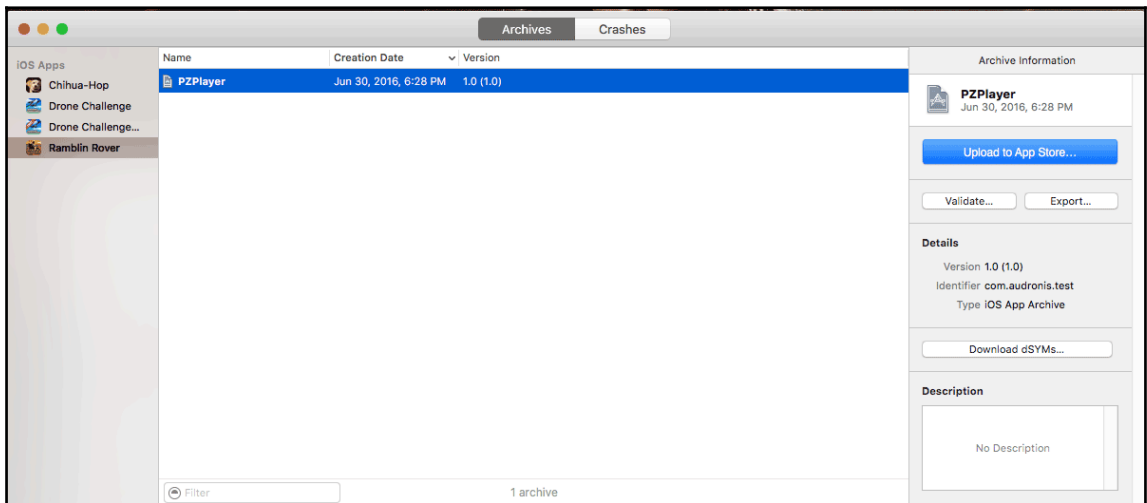 Archives Crashes
iOS Apps
Chihua-Hop
Drone Challenge
Drone Challenge...
Ramblin Rover
Name Creation Date Version
PZPlayer Jun 30, 2016, 6:28 PM 1.0 (1.0)
Filter 1 archive
Archive Information
PZPlayer
Jun 30, 2016, 6:28 PM
Upload to App Store...
Validate... Export...
Details
Version 1.0 (1.0)
Identifier com.audronis.test
Type iOS App Archive
Download dSYMs...
Description
No Description